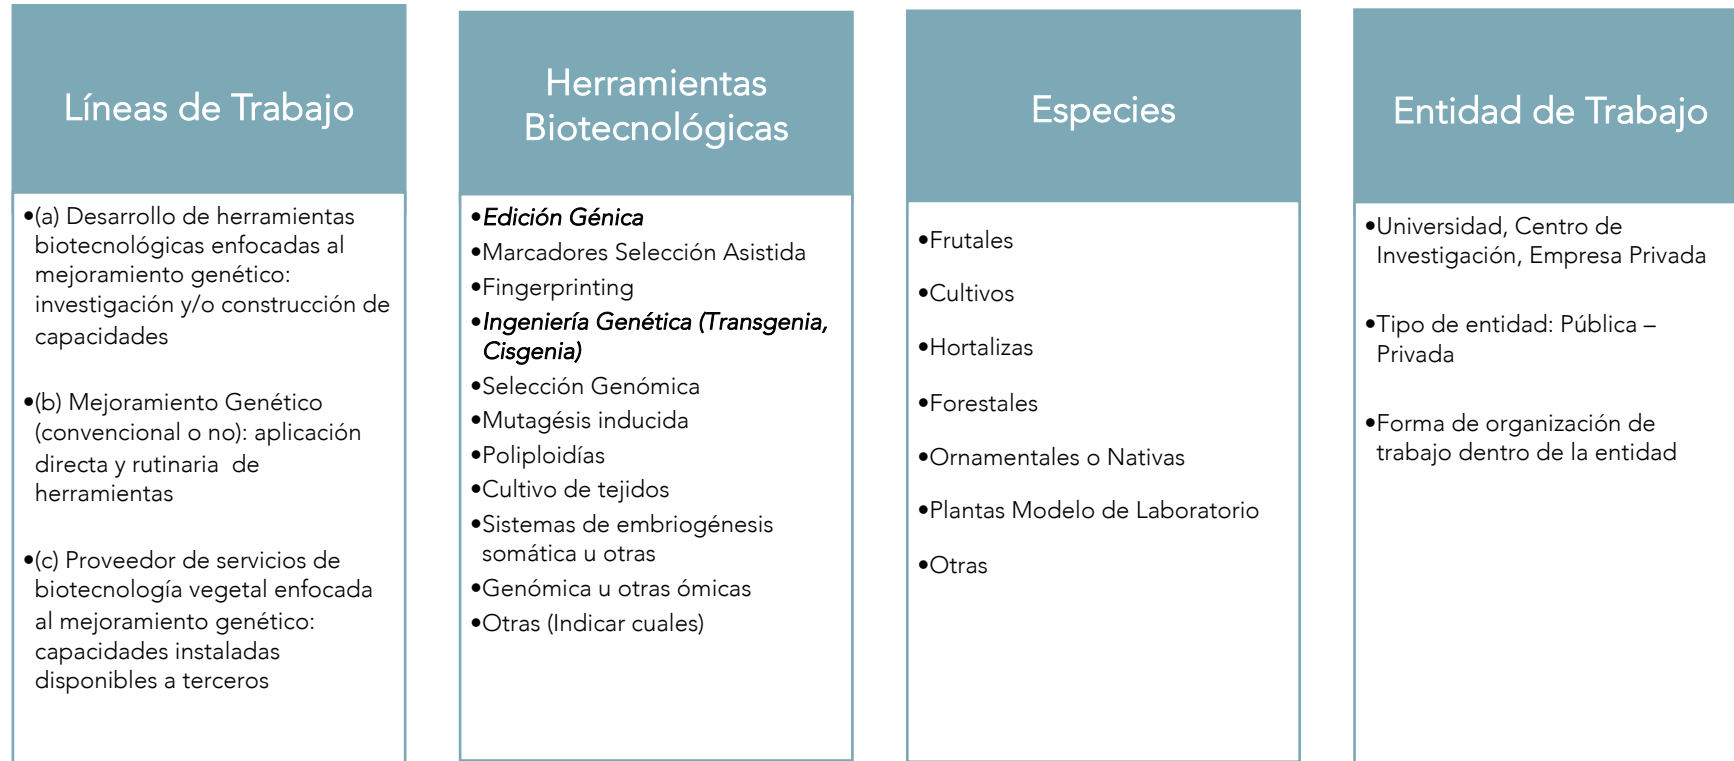 Líneas de Trabajo
•(a) Desarrollo de herramientas
biotecnológicas enfocadas al
mejoramiento genético:
investigación y/o construcción de
capacidades
•(b) Mejoramiento Genético
(convencional o no): aplicación
directa y rutinaria de
herramientas
•(c) Proveedor de servicios de
biotecnología vegetal enfocada
al mejoramiento genético:
capacidades instaladas
disponibles a terceros
Herramientas
Biotecnológicas
•Edición Génica
•Marcadores Selección Asistida
•Fingerprinting
•Ingeniería Genética (Transgenia,
Cisgenia)
•Selección Genómica
•Mutagésis inducida
•Poliploidías
•Cultivo de tejidos
•Sistemas de embriogénesis
somática u otras
•Genómica u otras ómicas
•Otras (Indicar cuales)
Especies
•Frutales
•Cultivos
•Hortalizas
•Forestales
•Ornamentales o Nativas
•Plantas Modelo de Laboratorio
•Otras
Entidad de Trabajo
•Universidad, Centro de
Investigación, Empresa Privada
•Tipo de entidad: Pública –
Privada
•Forma de organización de
trabajo dentro de la entidad